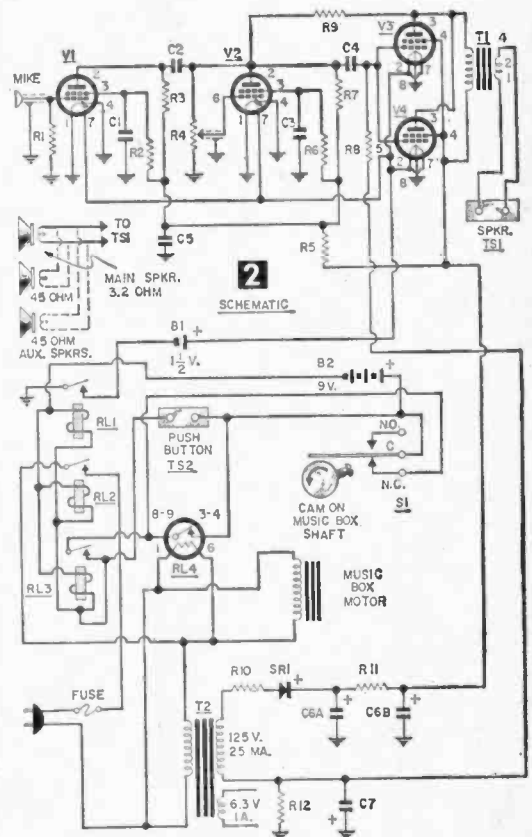 V1
C2
V2
R9
C4
V3
T1
4
MIKE
2
3
4
6
2
3
4
3
4
2
1
R1
1
7
C1
R2
R3
R4
1
7
C3
R6
R7
R8
V4
5
2
7
8
3
4
2
7
8
SPKR.
TS1
C5
R5
TO
TS1
MAIN SPKR.
3.2 OHM
45 OHM
45 OHM
AUX. SPKRS.
2
SCHEMATIC
B1
+
1 1/2 V.
B2
+
9V.
RL1
PUSH
BUTTON
TS2
N.O.
C
N.C.
S1
CAM ON
MUSIC BOX
SHAFT
RL2
8-9
3-4
1
6
RL4
RL3
MUSIC
BOX
MOTOR
FUSE
T2
R10
SR1
+
R11
+
+
C6A
C6B
125 V.
25 MA.
6.3 V
1A.
R12
C7
+